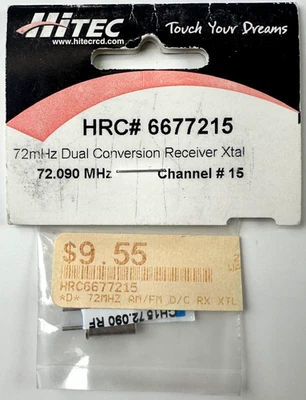 HiTEC
www.hitecrcd.com
Touch Your Dreams
HRC# 6677215
72mHz Dual Conversion Receiver Xtal
72.090 MHz Channel # 15
$9.55
HRC6677215
*D* 72MHZ AM/FM D/C RX XTL
CH15 72.090 RF